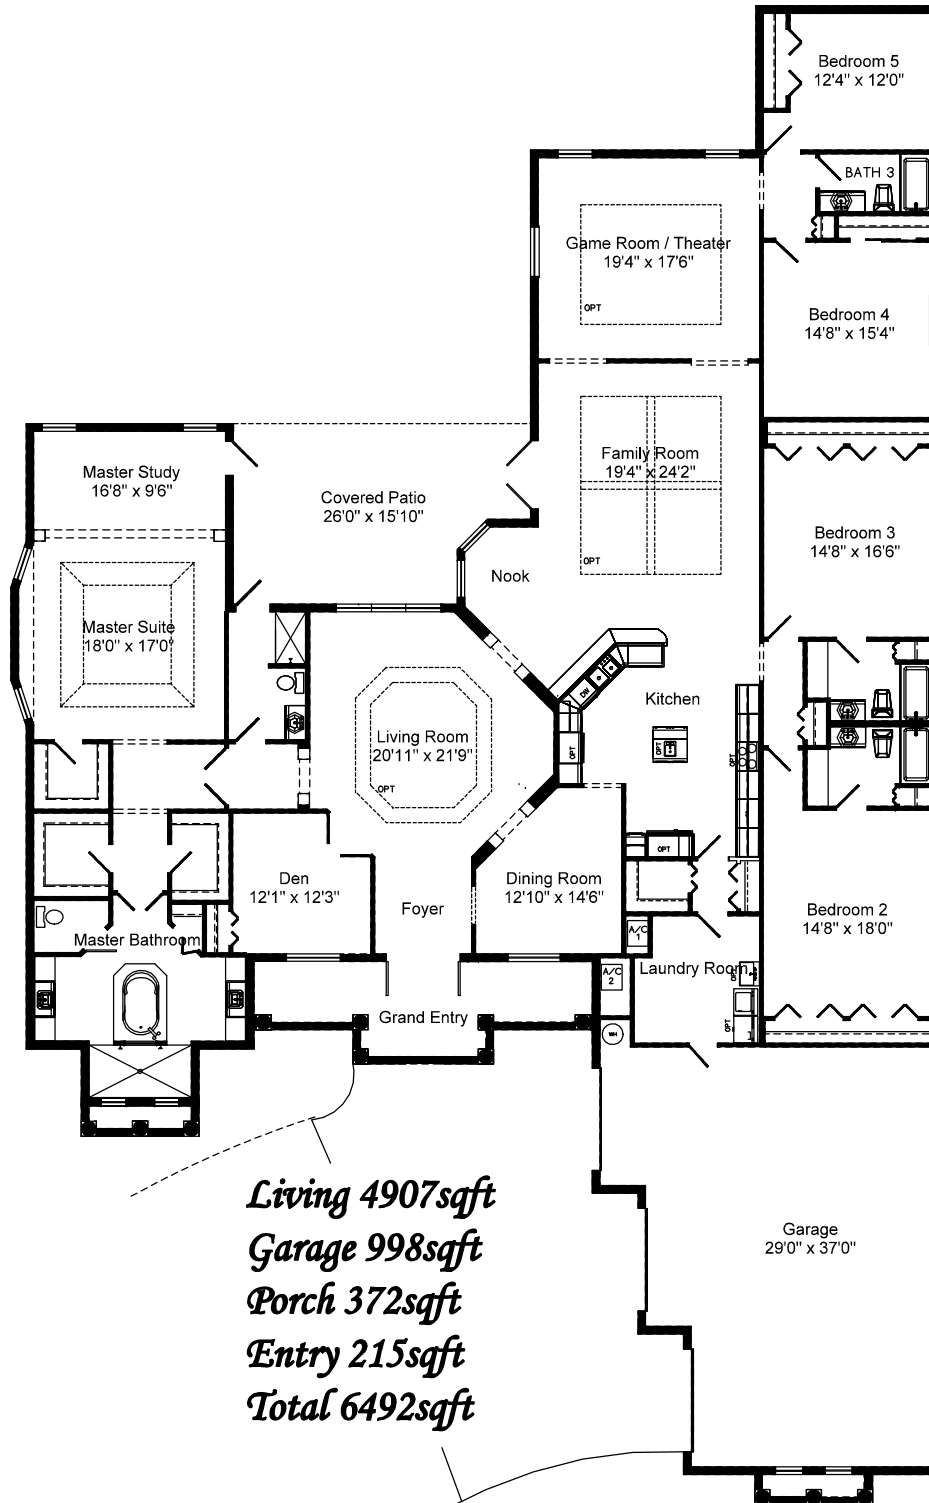 Bedroom 5
12'4" x 12'0"
BATH 3
Game Room / Theater
19'4" x 17'6"
OPT
Bedroom 4
14'8" x 15'4"
Master Study
16'8" x 9'6"
Covered Patio
26'0" x 15'10"
Family Room
19'4" x 24'2"
OPT
Bedroom 3
14'8" x 16'6"
Nook
Master Suite
18'0" x 17'0"
DW
Kitchen
Living Room
20'11" x 21'9"
OPT
OPT
OPT
OPT
OPT
Den
12'1" x 12'3"
Dining Room
12'10" x 14'6"
Foyer
Bedroom 2
14'8" x 18'0"
Master Bathroom
A/C
1
Laundry Room
OPT
A/C
2
OPT
Grand Entry
WH
Living 4907sqft
Garage 998sqft
Porch 372sqft
Entry 215sqft
Total 6492sqft
Garage
29'0" x 37'0"